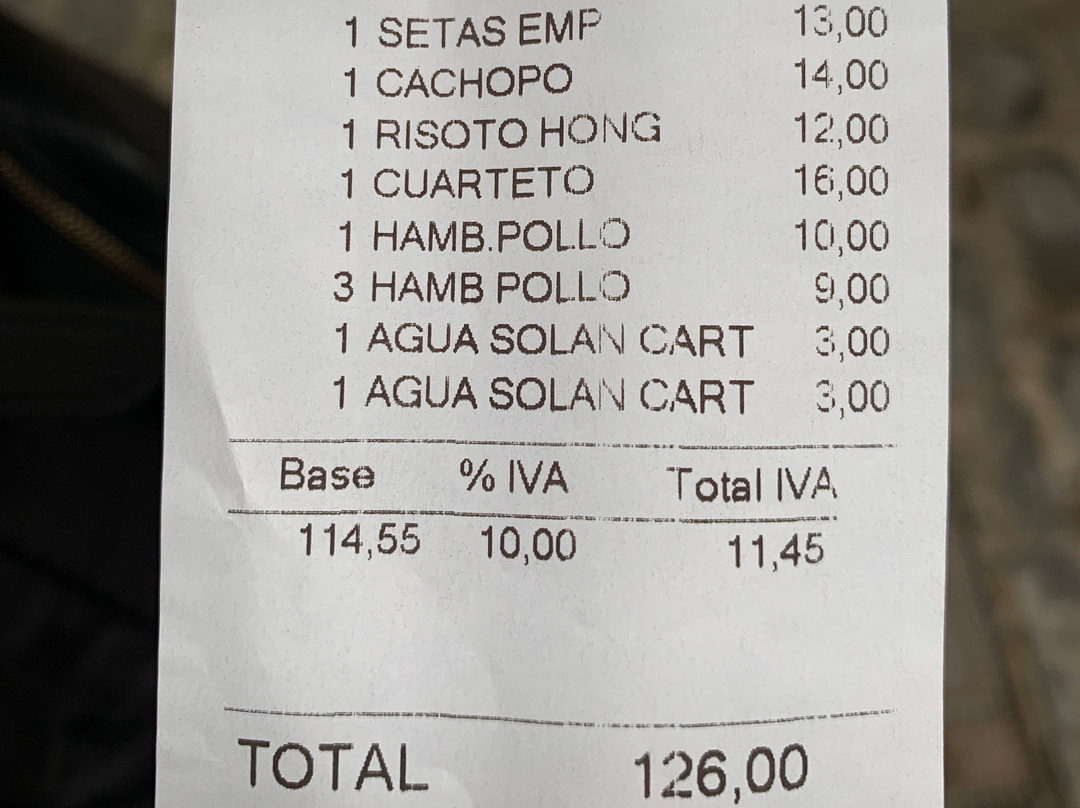 1 SETAS EMP 13,00
1 CACHOPO 14,00
1 RISOTO HONG 12,00
1 CUARTETO 16,00
1 HAMB.POLLO 10,00
3 HAMB POLLO 9,00
1 AGUA SOLAN CART 3,00
1 AGUA SOLAN CART 3,00
Base % IVA Total IVA
114,55 10,00 11,45
TOTAL 126,00